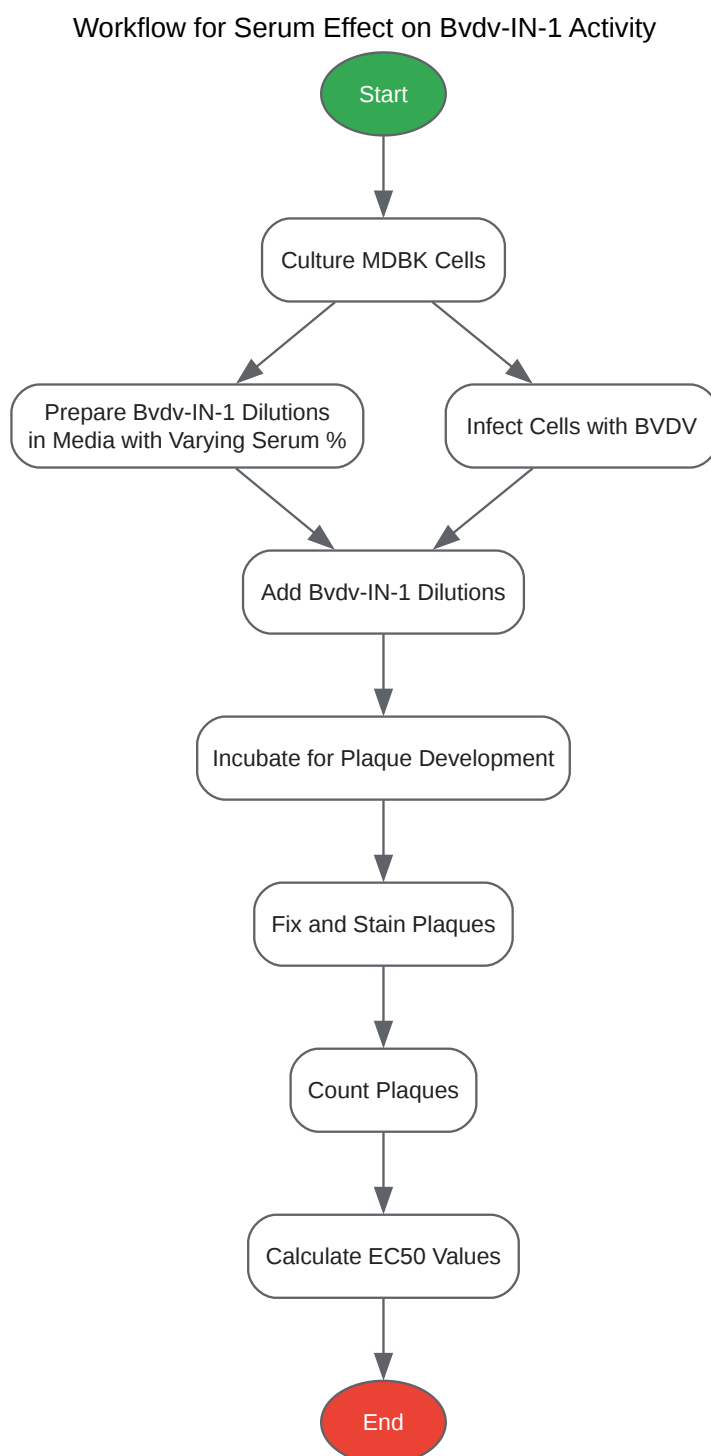 Workflow for Serum Effect on Bvdv-IN-1 Activity
Start
Culture MDBK Cells
Prepare Bvdv-IN-1 Dilutions
in Media with Varying Serum %
Infect Cells with BVDV
Add Bvdv-IN-1 Dilutions
Incubate for Plaque Development
Fix and Stain Plaques
Count Plaques
Calculate EC50 Values
End